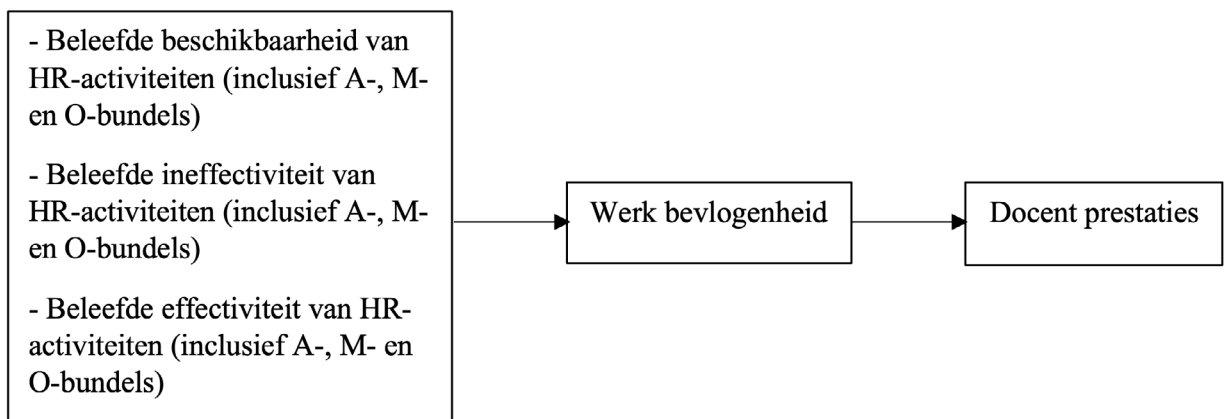 - Beleefde beschikbaarheid van
HR-activiteiten (inclusief A-, M-
en O-bundels)
- Beleefde ineffectiviteit van
HR-activiteiten (inclusief A-, M-
en O-bundels)
- Beleefde effectiviteit van HR-
activiteiten (inclusief A-, M- en
O-bundels)
Werk bevlogenheid
Docent prestaties